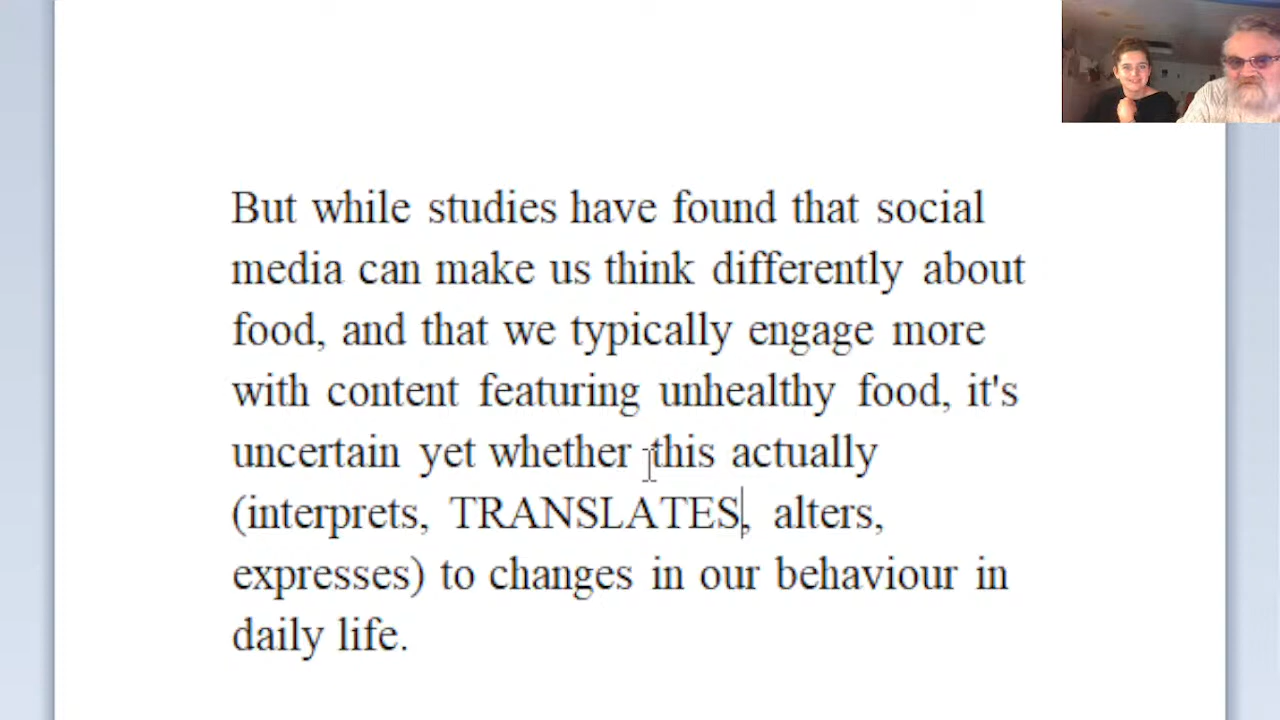 But while studies have found that social
media can make us think differently about
food, and that we typically engage more
with content featuring unhealthy food, it's
uncertain yet whether this actually
(interprets, TRANSLATES, alters,
expresses) to changes in our behaviour in
daily life.